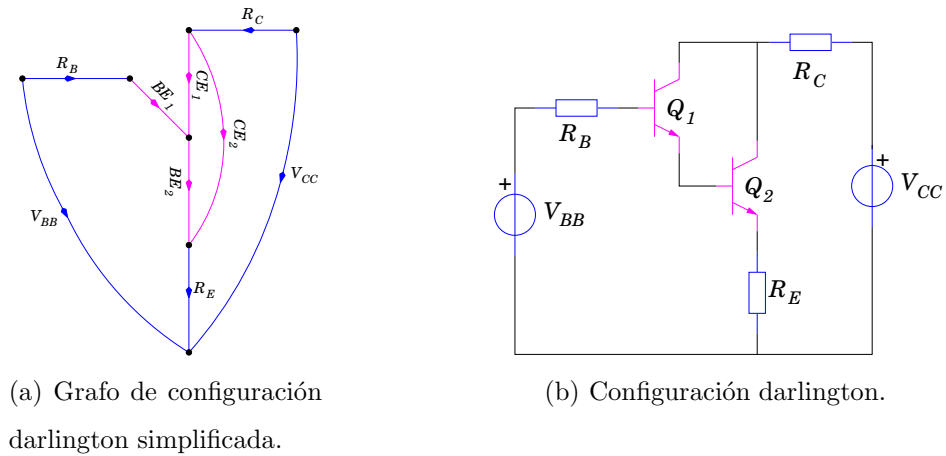 R_C
R_B
BE_1
CE_1
CE_2
BE_2
V_CC
V_BB
R_E
(a) Grafo de configuración
darlington simplificada.
R_C
Q_1
R_B
Q_2
+
V_CC
+
V_BB
R_E
(b) Configuración darlington.